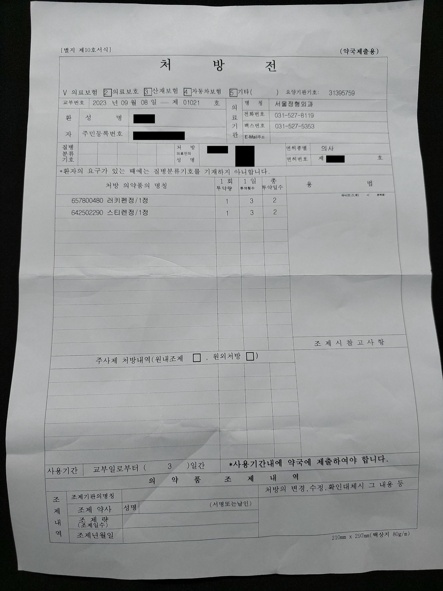 [별지 제10호서식] (약국제출용)
처 방 전
V 의료보험 2 의료보호 3 산재보험 4 자동차보험 5 기타( ) 요양기관기호: 31395759
교부번호 2023 년 09 월 08 일 — 제 01021 호
환 성 명
자 주민등록번호
의 료 기 관
명 칭 서울정형외과
전화번호 031-527-8119
팩스번호 031-527-5353
E-Mail주소
질병 분류 기호
처 방 의료인의 성 명
면허종별 의사
면허번호 제
*환자의 요구가 있는 때에는 질병분류기호를 기재하지 아니합니다.
처방 의약품의 명칭 1 회 투약량 1 일 투여횟수 총 투약일수 용 법
657800480 러키펜정/1정 1 3 2
642502290 스티렌정/1정 1 3 2
조 제 시 참 고 사 항
주사제 처방내역(원내조제 , 원외처방 )
사용기간 교부일로부터 ( 3 )일간 *사용기간내에 약국에 제출하여야 합니다.
의 약 품 조 제 내 역
조 제 내 역
조제기관의명칭
처방의 변경,수정,확인대체시 그 내용 등
조제 약사 성명 (서명또는날인)
조 제 량 (조제일수)
조제년월일
210mm x 297mm(배상지 80g/㎡)